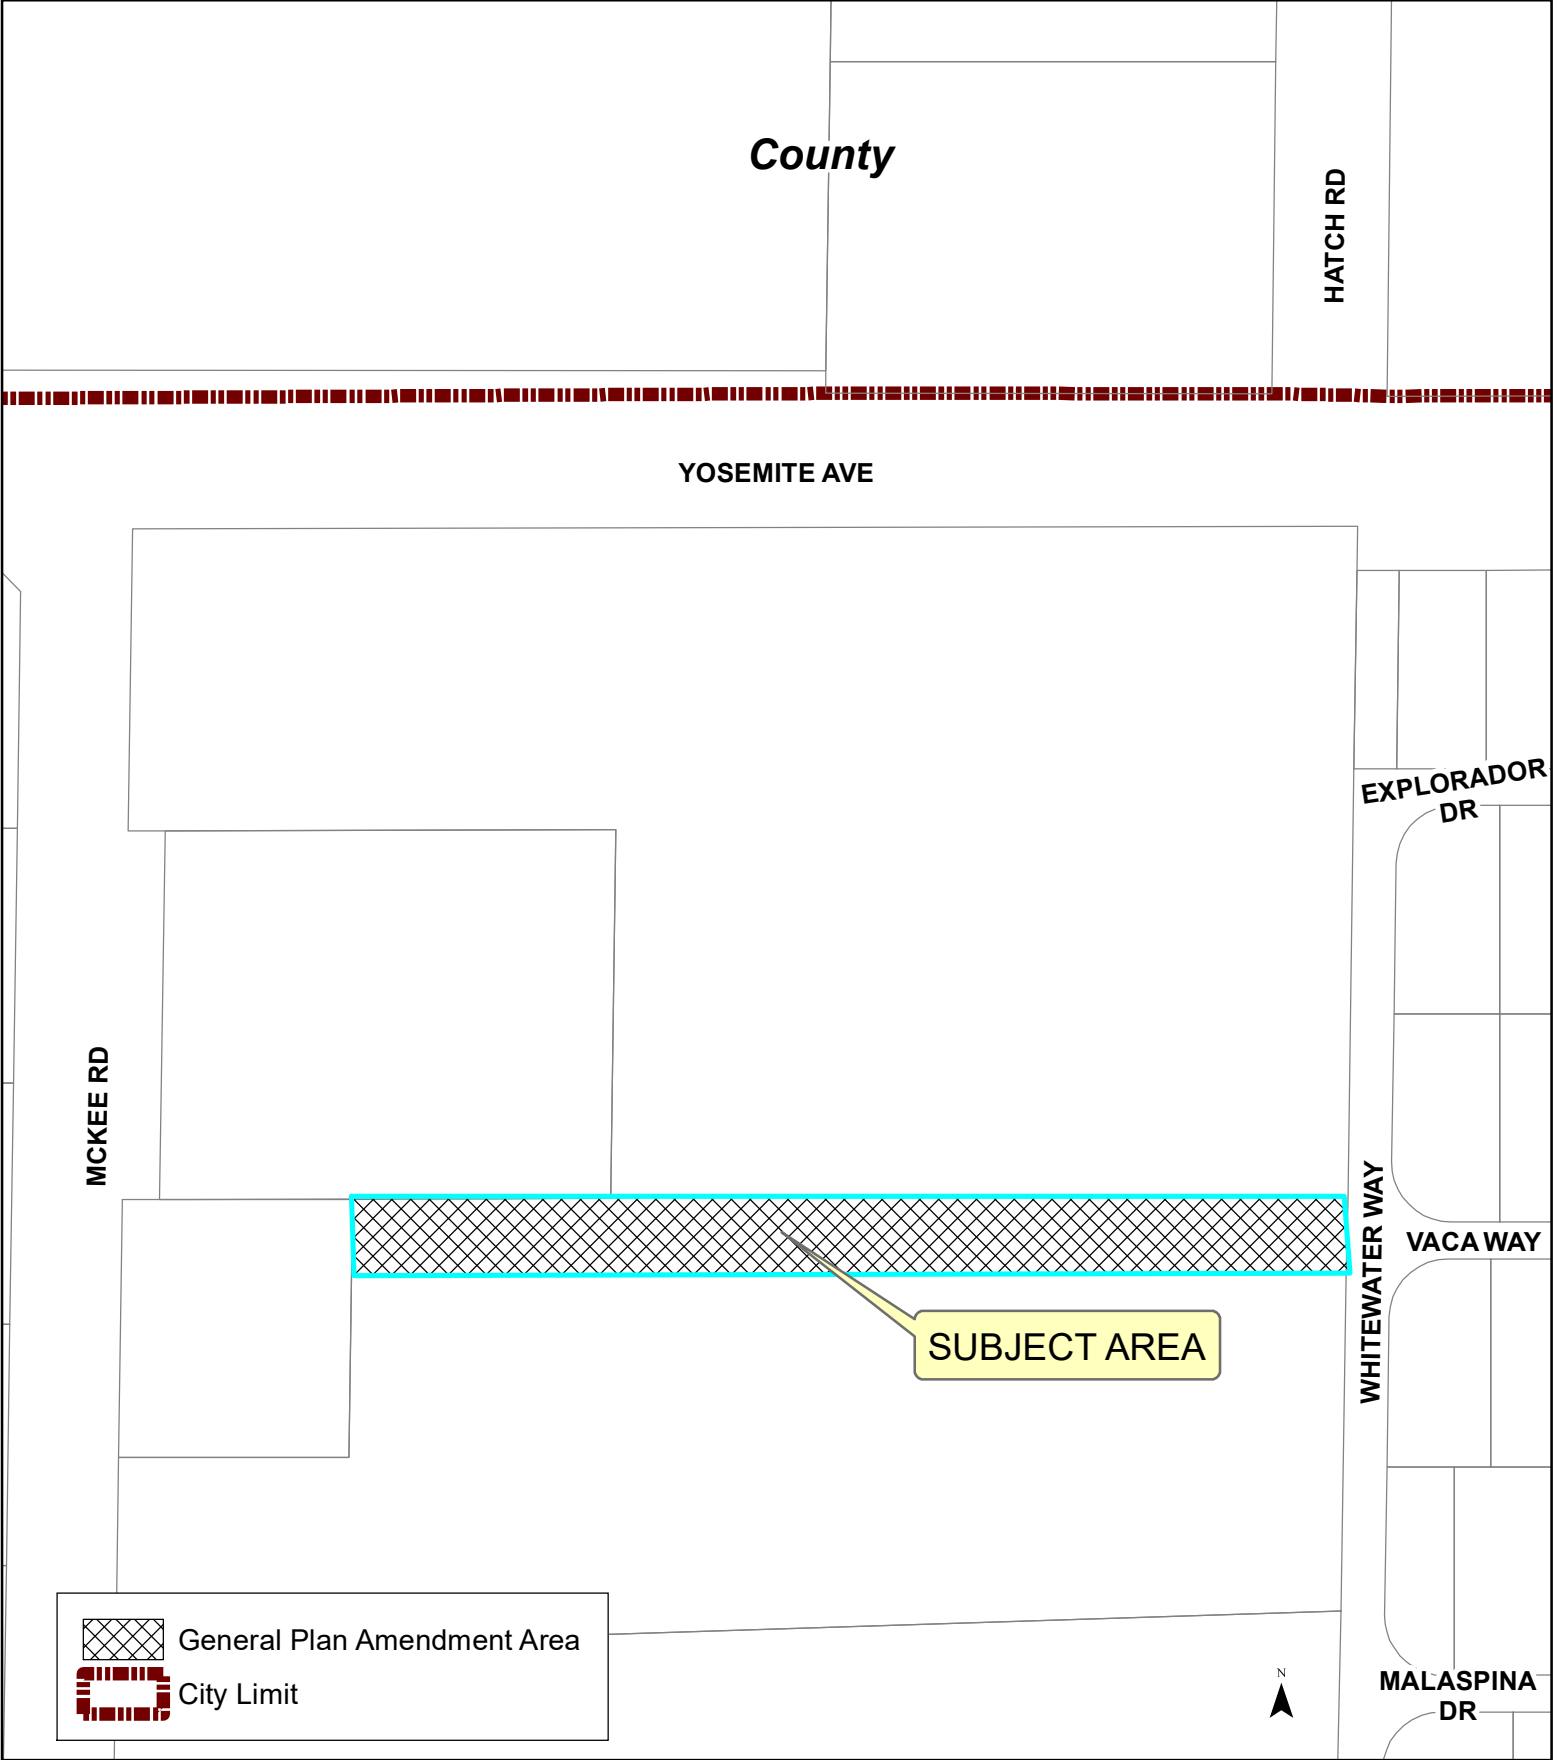 County
HATCH RD
YOSEMITE AVE
EXPLORADOR
DR
MCKEE RD
WHITEWATER WAY
VACA WAY
SUBJECT AREA
General Plan Amendment Area
City Limit
N
MALASPINA
DR